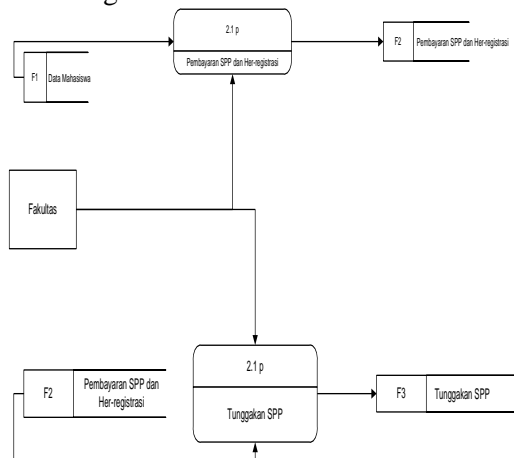 2.1 p
Pembayaran SPP dan Her-registrasi
F2
Pembayaran SPP dan Her-registrasi
F1
Data Mahasiswa
Fakultas
2.1 p
Tunggakan SPP
F2
Pembayaran SPP dan
Her-registrasi
F3
Tunggakan SPP